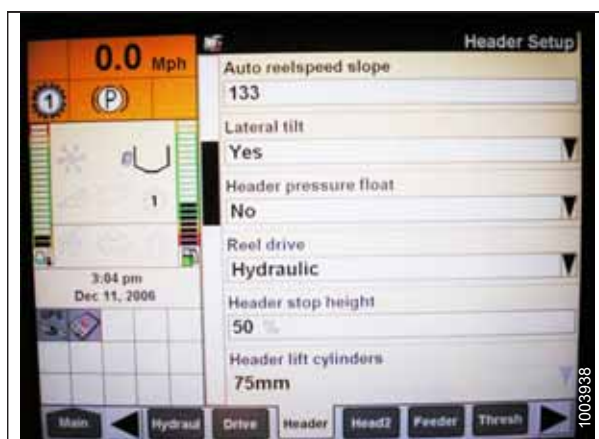 0.0 Mph
Header Setup
1
(P)
1
3:04 pm
Dec 11, 2006
Auto reelspeed slope
133
Lateral tilt
Yes
Header pressure float
No
Reel drive
Hydraulic
Header stop height
50 %
Header lift cylinders
75mm
Main
Hydraul
Drive
Header
Head2
Feeder
Thresh
1003938